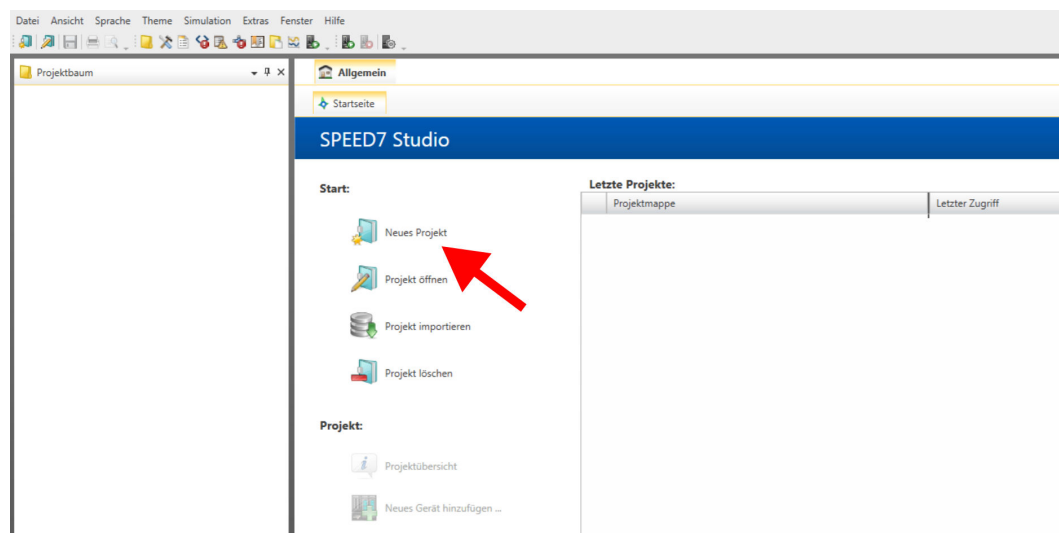 Datei Ansicht Sprache Theme Simulation Extras Fenster Hilfe
Projektbaum
Allgemein
Startseite
SPEED7 Studio
Start:
Neues Projekt
Projekt öffnen
Projekt importieren
Projekt löschen
Projekt:
Projektübersicht
Neues Gerät hinzufügen ...
Letzte Projekte:
Projektmappe Letzter Zugriff